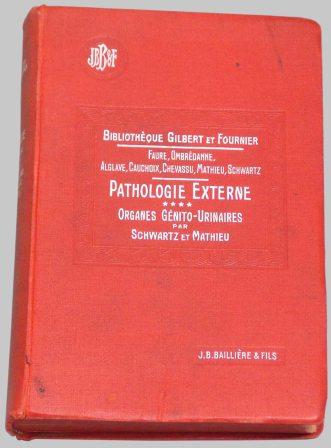 JBBF
BIBLIOTHÈQUE GILBERT ET FOURNIER
FAURE, OMBRÉDANNE,
ALGLAVE, CAUCHOIX, CHEVASSU, MATHIEU, SCHWARTZ
PATHOLOGIE EXTERNE
****
ORGANES GÉNITO-URINAIRES
PAR
SCHWARTZ ET MATHIEU
J.B.BAILLIÈRE & FILS